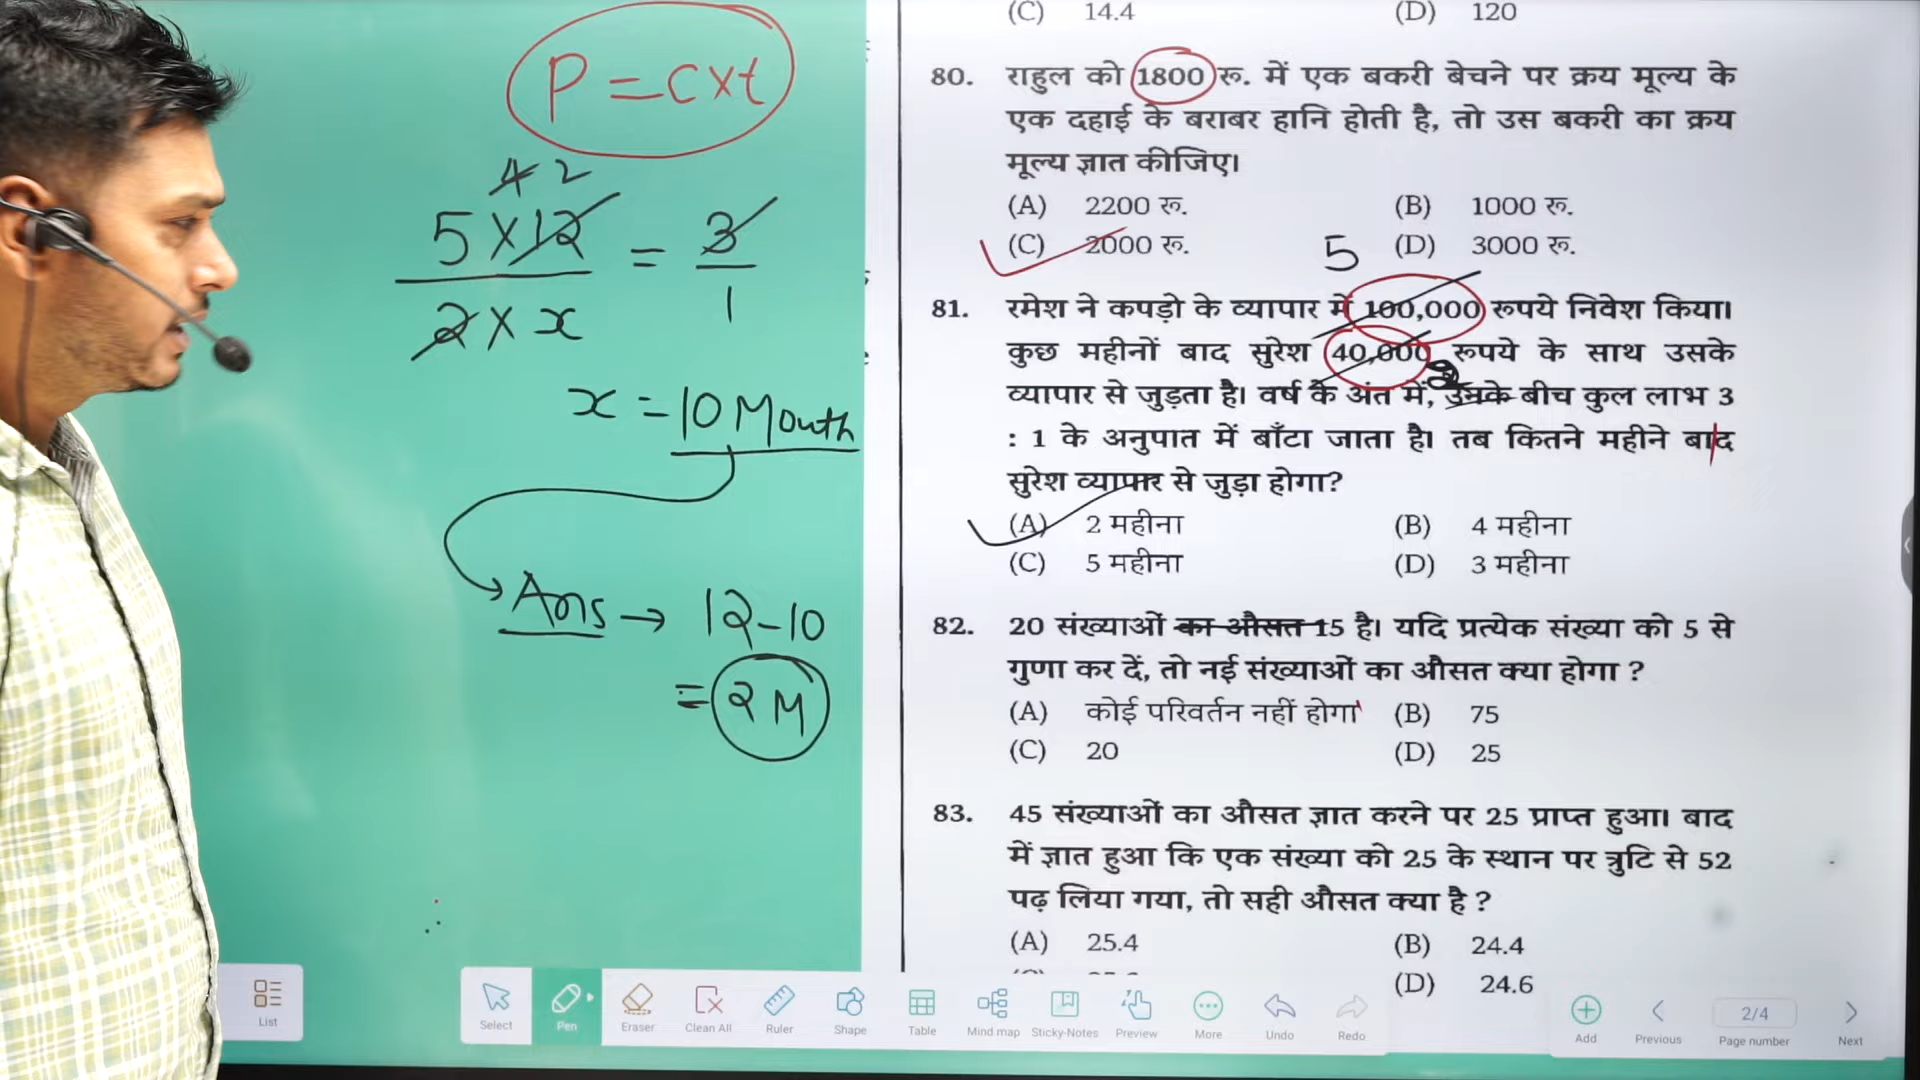 P = C x t
4 2
5 X 12 = 3
2 X x 1
x = 10 Month
Ans → 12 - 10
= 2 M
(C) 14.4 (D) 120
80. राहुल को 1800 रू. में एक बकरी बेचने पर क्रय मूल्य के
एक दहाई के बराबर हानि होती है, तो उस बकरी का क्रय
मूल्य ज्ञात कीजिए।
(A) 2200 रू. (B) 1000 रू.
(C) 2000 रू. (D) 3000 रू.
5
81. रमेश ने कपड़ो के व्यापार में 100,000 रूपये निवेश किया।
कुछ महीनों बाद सुरेश 40,000 रूपये के साथ उसके
2
व्यापार से जुड़ता है। वर्ष के अंत में, उनके बीच कुल लाभ 3
: 1 के अनुपात में बाँटा जाता है। तब कितने महीने बाद
सुरेश व्यापार से जुड़ा होगा?
(A) 2 महीना (B) 4 महीना
(C) 5 महीना (D) 3 महीना
82. 20 संख्याओं का औसत 15 है। यदि प्रत्येक संख्या को 5 से
गुणा कर दें, तो नई संख्याओं का औसत क्या होगा ?
(A) कोई परिवर्तन नहीं होगा (B) 75
(C) 20 (D) 25
83. 45 संख्याओं का औसत ज्ञात करने पर 25 प्राप्त हुआ। बाद
में ज्ञात हुआ कि एक संख्या को 25 के स्थान पर त्रुटि से 52
पढ़ लिया गया, तो सही औसत क्या है ?
(A) 25.4 (B) 24.4
(D) 24.6
List Select Pen Eraser Clean All Ruler Shape Table Mind map Sticky-Notes Preview More Undo Redo Add Previous 2/4 Page number Next